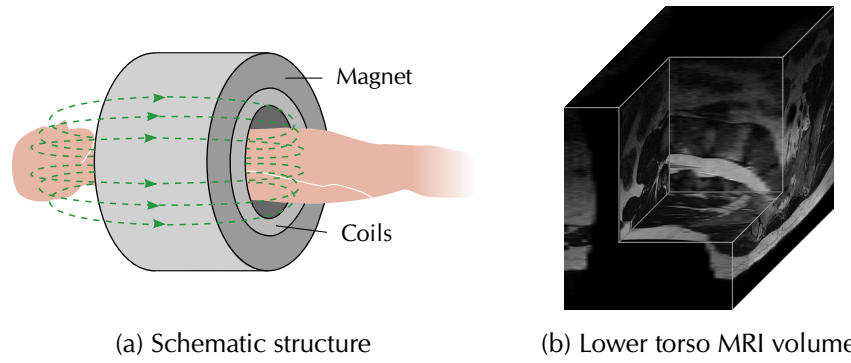 Magnet
Coils
(a) Schematic structure
(b) Lower torso MRI volume